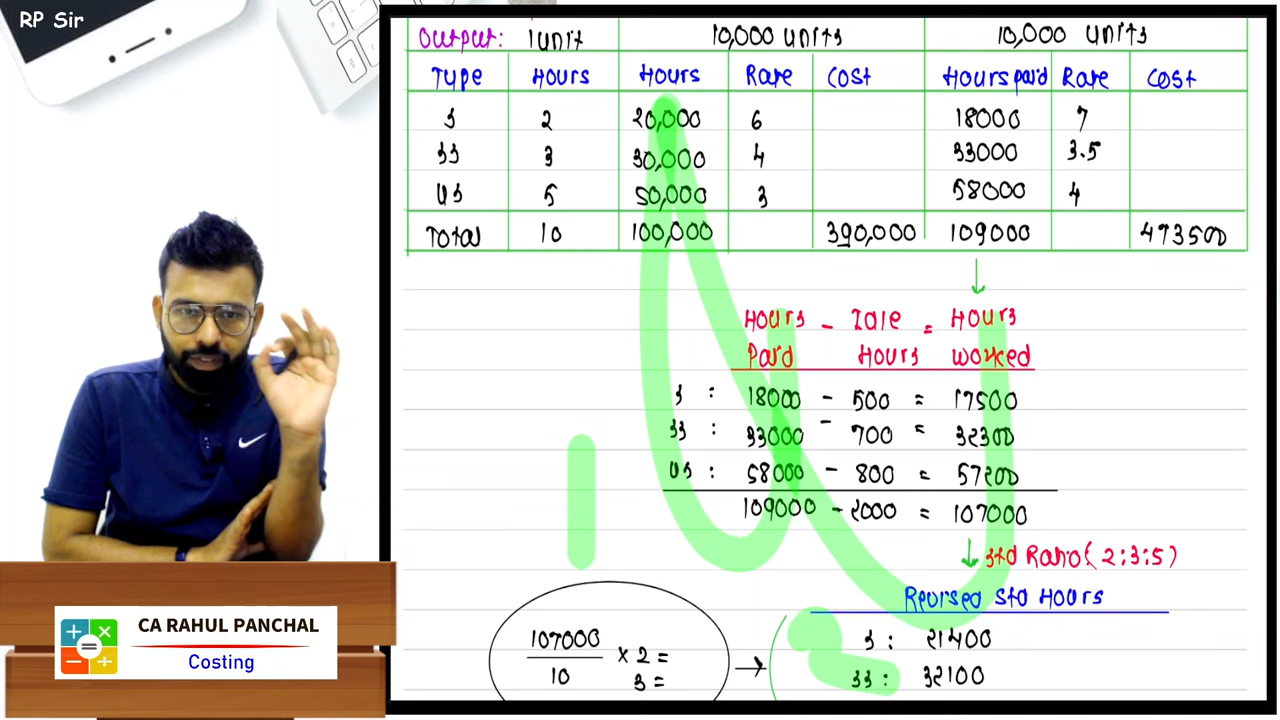 RP Sir
Output: 1unit 10,000 units 10,000 units
Type Hours Hours Rate Cost Hours paid Rate Cost
S 2 20,000 6 18000 7
SS 3 30,000 4 33000 3.5
US 5 50,000 3 58000 4
Total 10 100,000 390,000 109000 473500
Hours Paid - Idle Hours = Hours worked
S : 18000 - 500 = 17500
SS : 33000 - 700 = 32300
US : 58000 - 800 = 57200
109000 - 2000 = 107000
Std Ratio (2:3:5)
Revised Std Hours
107000
10
× 2 =
3 =
S : 21400
SS : 32100
CA RAHUL PANCHAL
Costing